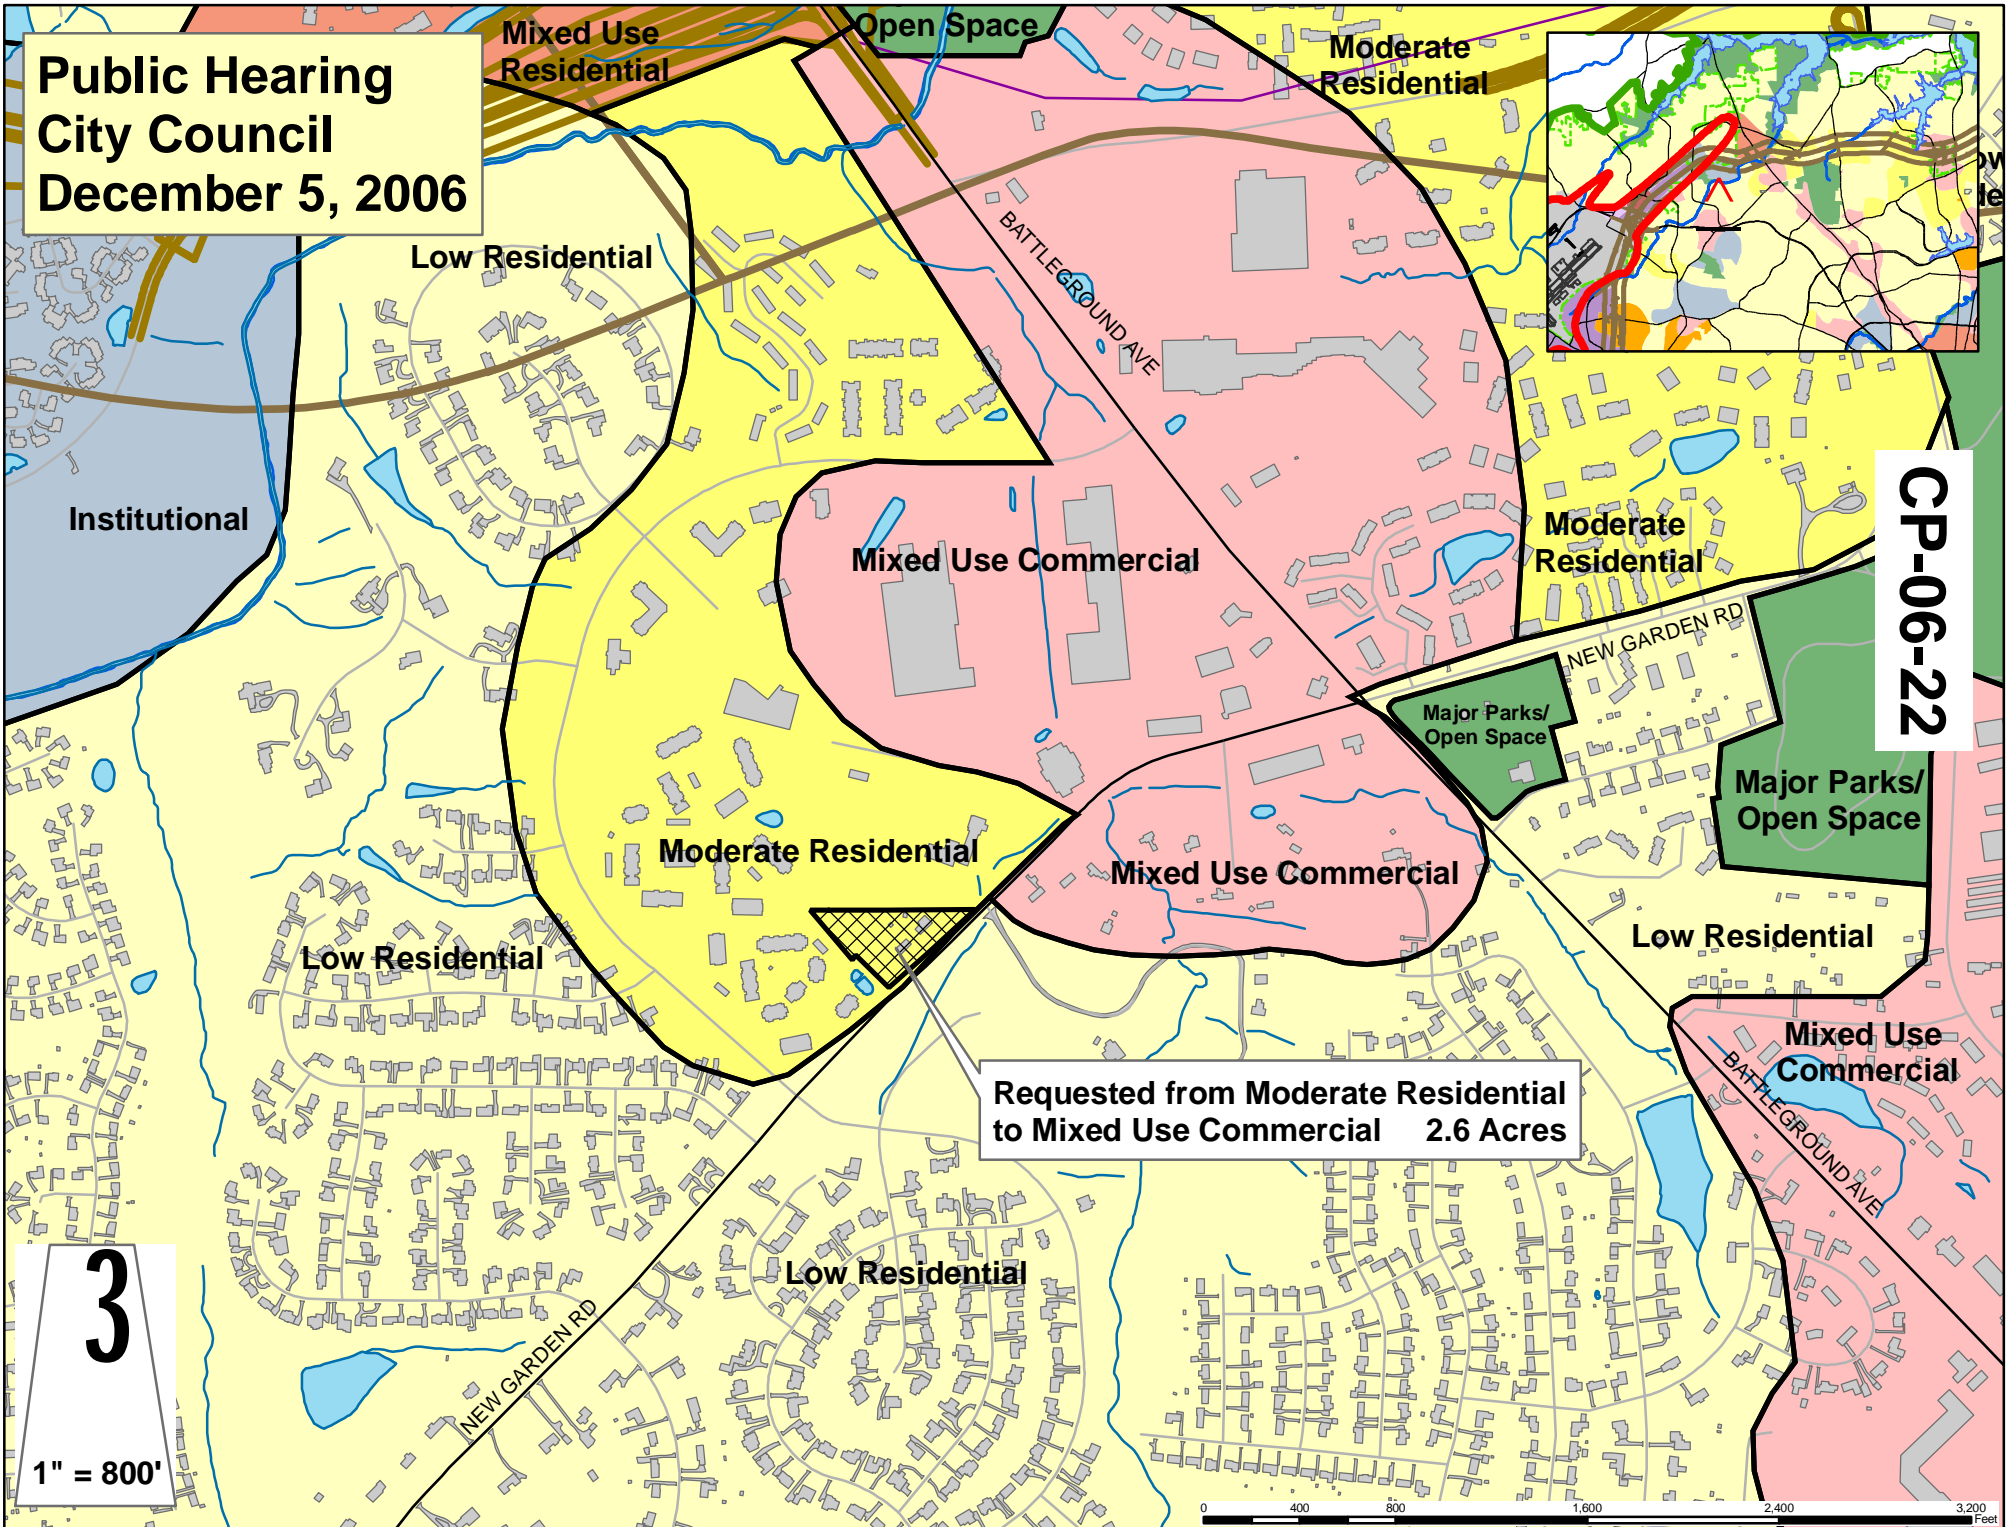 Public Hearing
City Council
December 5, 2006
Mixed Use
Residential
Open Space
Moderate
Residential
Low Residential
BATTLEGROUND AVE
Institutional
Mixed Use Commercial
Moderate
Residential
CP-06-22
NEW GARDEN RD
Major Parks/
Open Space
Major Parks/
Open Space
Moderate Residential
Mixed Use Commercial
Low Residential
Low Residential
Mixed Use
Commercial
BATTLEGROUND AVE
Requested from Moderate Residential
to Mixed Use Commercial 2.6 Acres
Low Residential
NEW GARDEN RD
3
1" = 800'
0 400 800 1,600 2,400 3,200
Feet